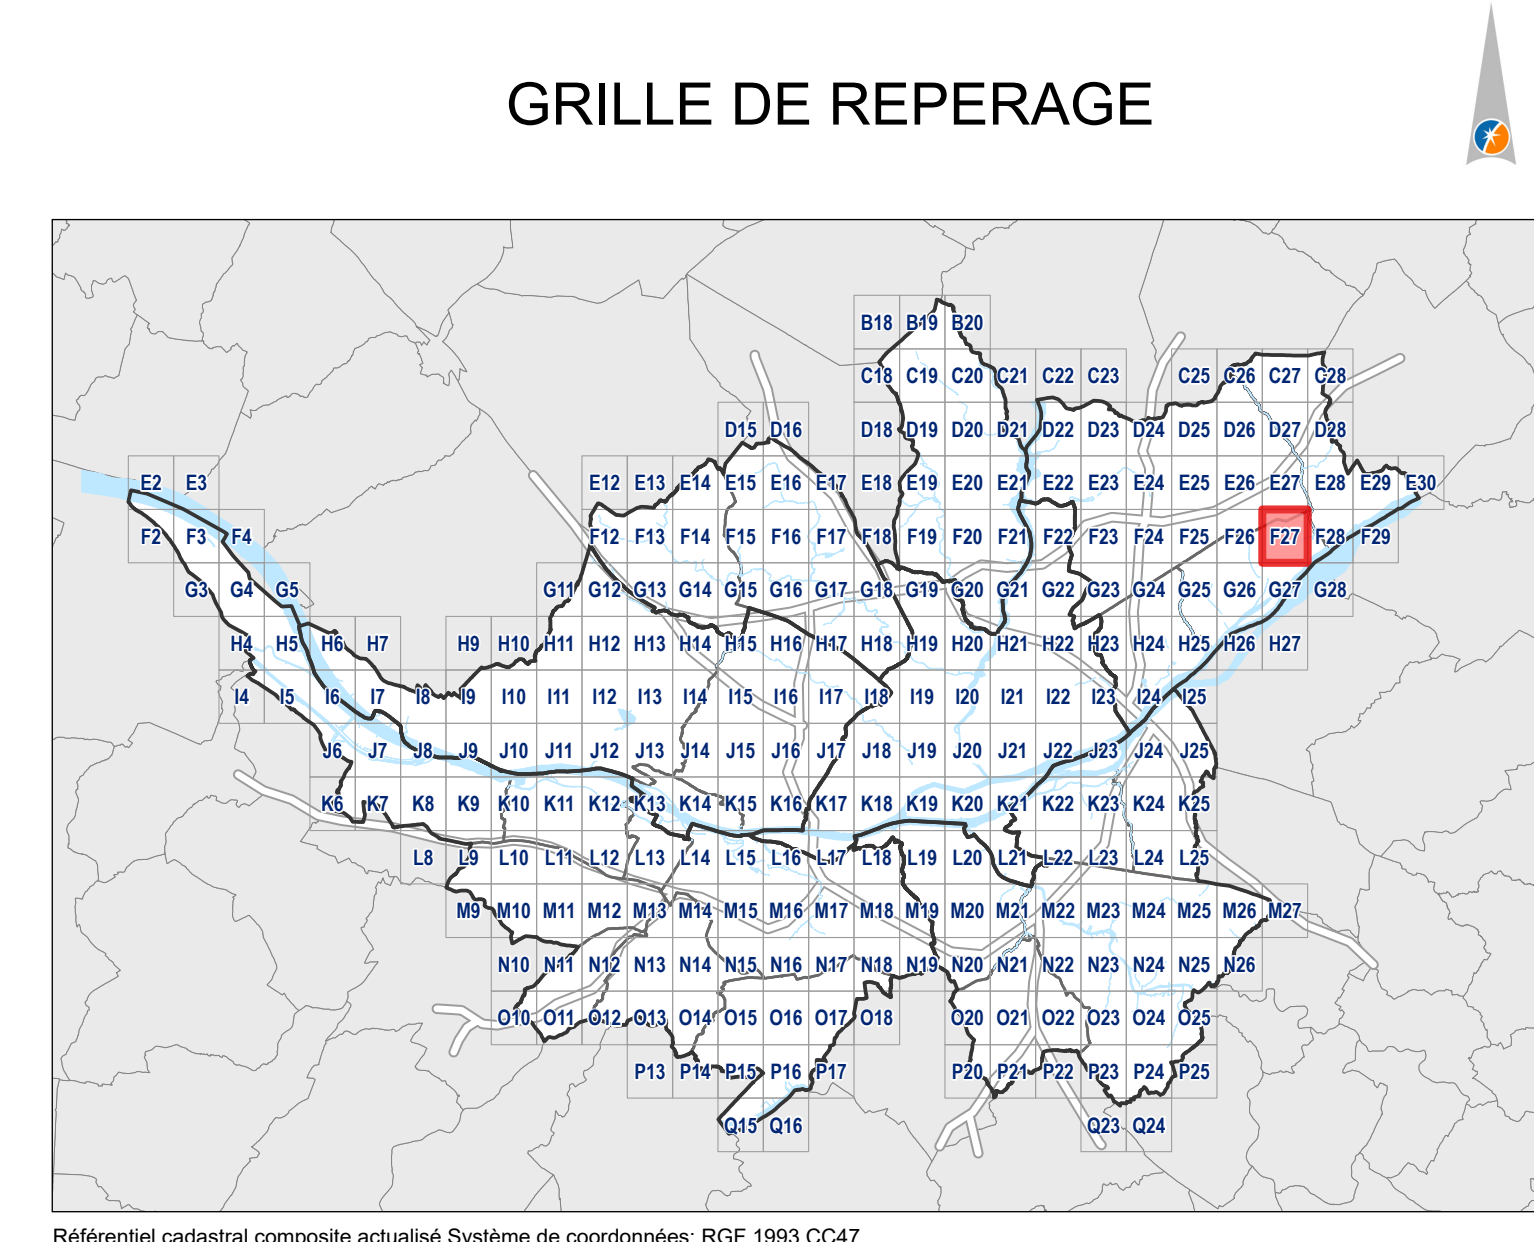 GRILLE DE REPERAGE
B18 B19 B20
C18 C19 C20 C21 C22 C23 C25 C26 C27 C28
D15 D16 D18 D19 D20 D21 D22 D23 D24 D25 D26 D27 D28
E2 E3 E12 E13 E14 E15 E16 E17 E18 E19 E20 E21 E22 E23 E24 E25 E26 E27 E28 E29 E30
F2 F3 F4 F12 F13 F14 F15 F16 F17 F18 F19 F20 F21 F22 F23 F24 F25 F26 F27 F28 F29
G3 G4 G5 G11 G12 G13 G14 G15 G16 G17 G18 G19 G20 G21 G22 G23 G24 G25 G26 G27 G28
H4 H5 H6 H7 H9 H10 H11 H12 H13 H14 H15 H16 H17 H18 H19 H20 H21 H22 H23 H24 H25 H26 H27
I4 I5 I6 I7 I8 I9 I10 I11 I12 I13 I14 I15 I16 I17 I18 I19 I20 I21 I22 I23 I24 I25
J6 J7 J8 J9 J10 J11 J12 J13 J14 J15 J16 J17 J18 J19 J20 J21 J22 J23 J24 J25
K6 K7 K8 K9 K10 K11 K12 K13 K14 K15 K16 K17 K18 K19 K20 K21 K22 K23 K24 K25
L8 L9 L10 L11 L12 L13 L14 L15 L16 L17 L18 L19 L20 L21 L22 L23 L24 L25
M9 M10 M11 M12 M13 M14 M15 M16 M17 M18 M19 M20 M21 M22 M23 M24 M25 M26 M27
N10 N11 N12 N13 N14 N15 N16 N17 N18 N19 N20 N21 N22 N23 N24 N25 N26
O10 O11 O12 O13 O14 O15 O16 O17 O18 O20 O21 O22 O23 O24 O25
P13 P14 P15 P16 P17 P20 P21 P22 P23 P24 P25
Q15 Q16 Q23 Q24
Référentiel cadastral composite actualisé Système de coordonnées: RGF 1993 CC47